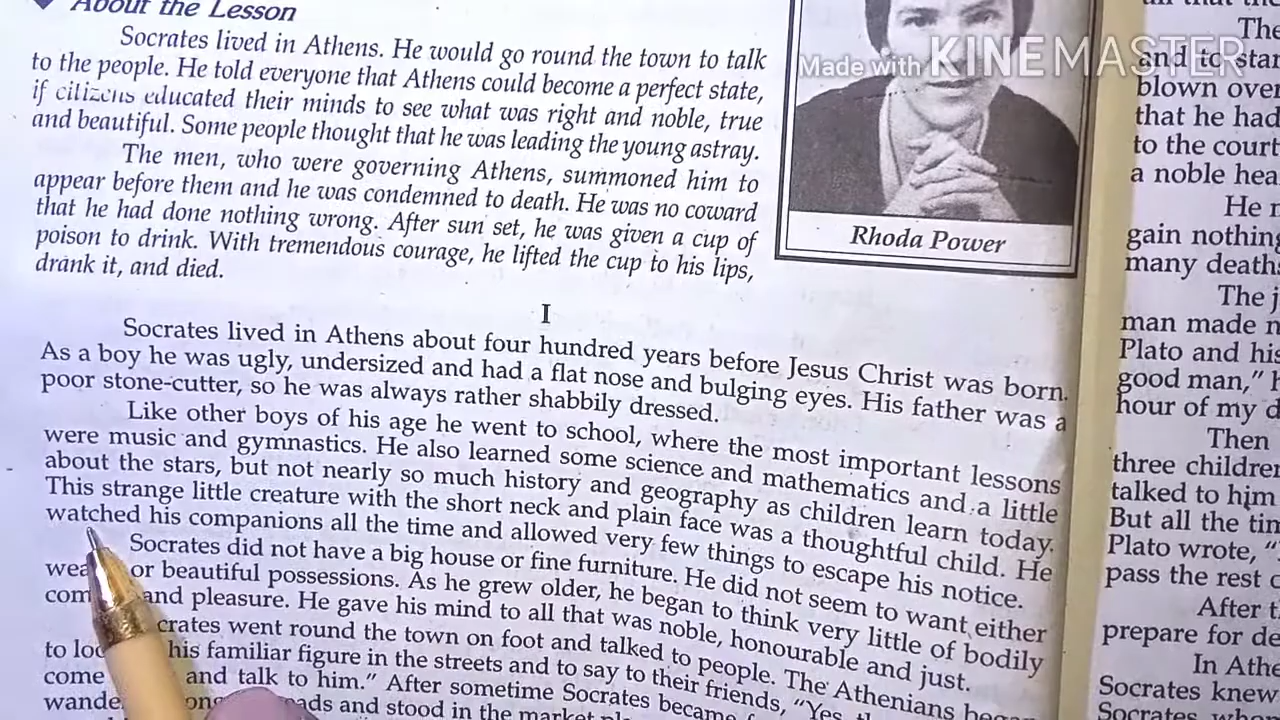 About the Lesson
Socrates lived in Athens. He would go round the town to talk
to the people. He told everyone that Athens could become a perfect state,
if citizens educated their minds to see what was right and noble, true
and beautiful. Some people thought that he was leading the young astray.
The men, who were governing Athens, summoned him to
appear before them and he was condemned to death. He was no coward
that he had done nothing wrong. After sun set, he was given a cup of
poison to drink. With tremendous courage, he lifted the cup to his lips,
drank it, and died.
Rhoda Power
Made with KINEMASTER
I
Socrates lived in Athens about four hundred years before Jesus Christ was born.
As a boy he was ugly, undersized and had a flat nose and bulging eyes. His father was a
poor stone-cutter, so he was always rather shabbily dressed.
Like other boys of his age he went to school, where the most important lessons
were music and gymnastics. He also learned some science and mathematics and a little
about the stars, but not nearly so much history and geography as children learn today.
This strange little creature with the short neck and plain face was a thoughtful child. He
watched his companions all the time and allowed very few things to escape his notice.
Socrates did not have a big house or fine furniture. He did not seem to want either
or beautiful possessions. As he grew older, he began to think very little of bodily
and pleasure. He gave his mind to all that was noble, honourable and just.
went round the town on foot and talked to people. The Athenians
to his familiar figure in the streets and to say to their friends, "Yes
come and talk to him." After sometime Socrates became
and stood in the market
The
and to
blown over
that he had
to the court
a noble
He
gain
many
The
man made
Plato and his
good man,"
hour of my
Then
three children
talked to him
But all the
Plato wrote,
pass the rest
After
prepare for
In
Socrates knew
Socrates